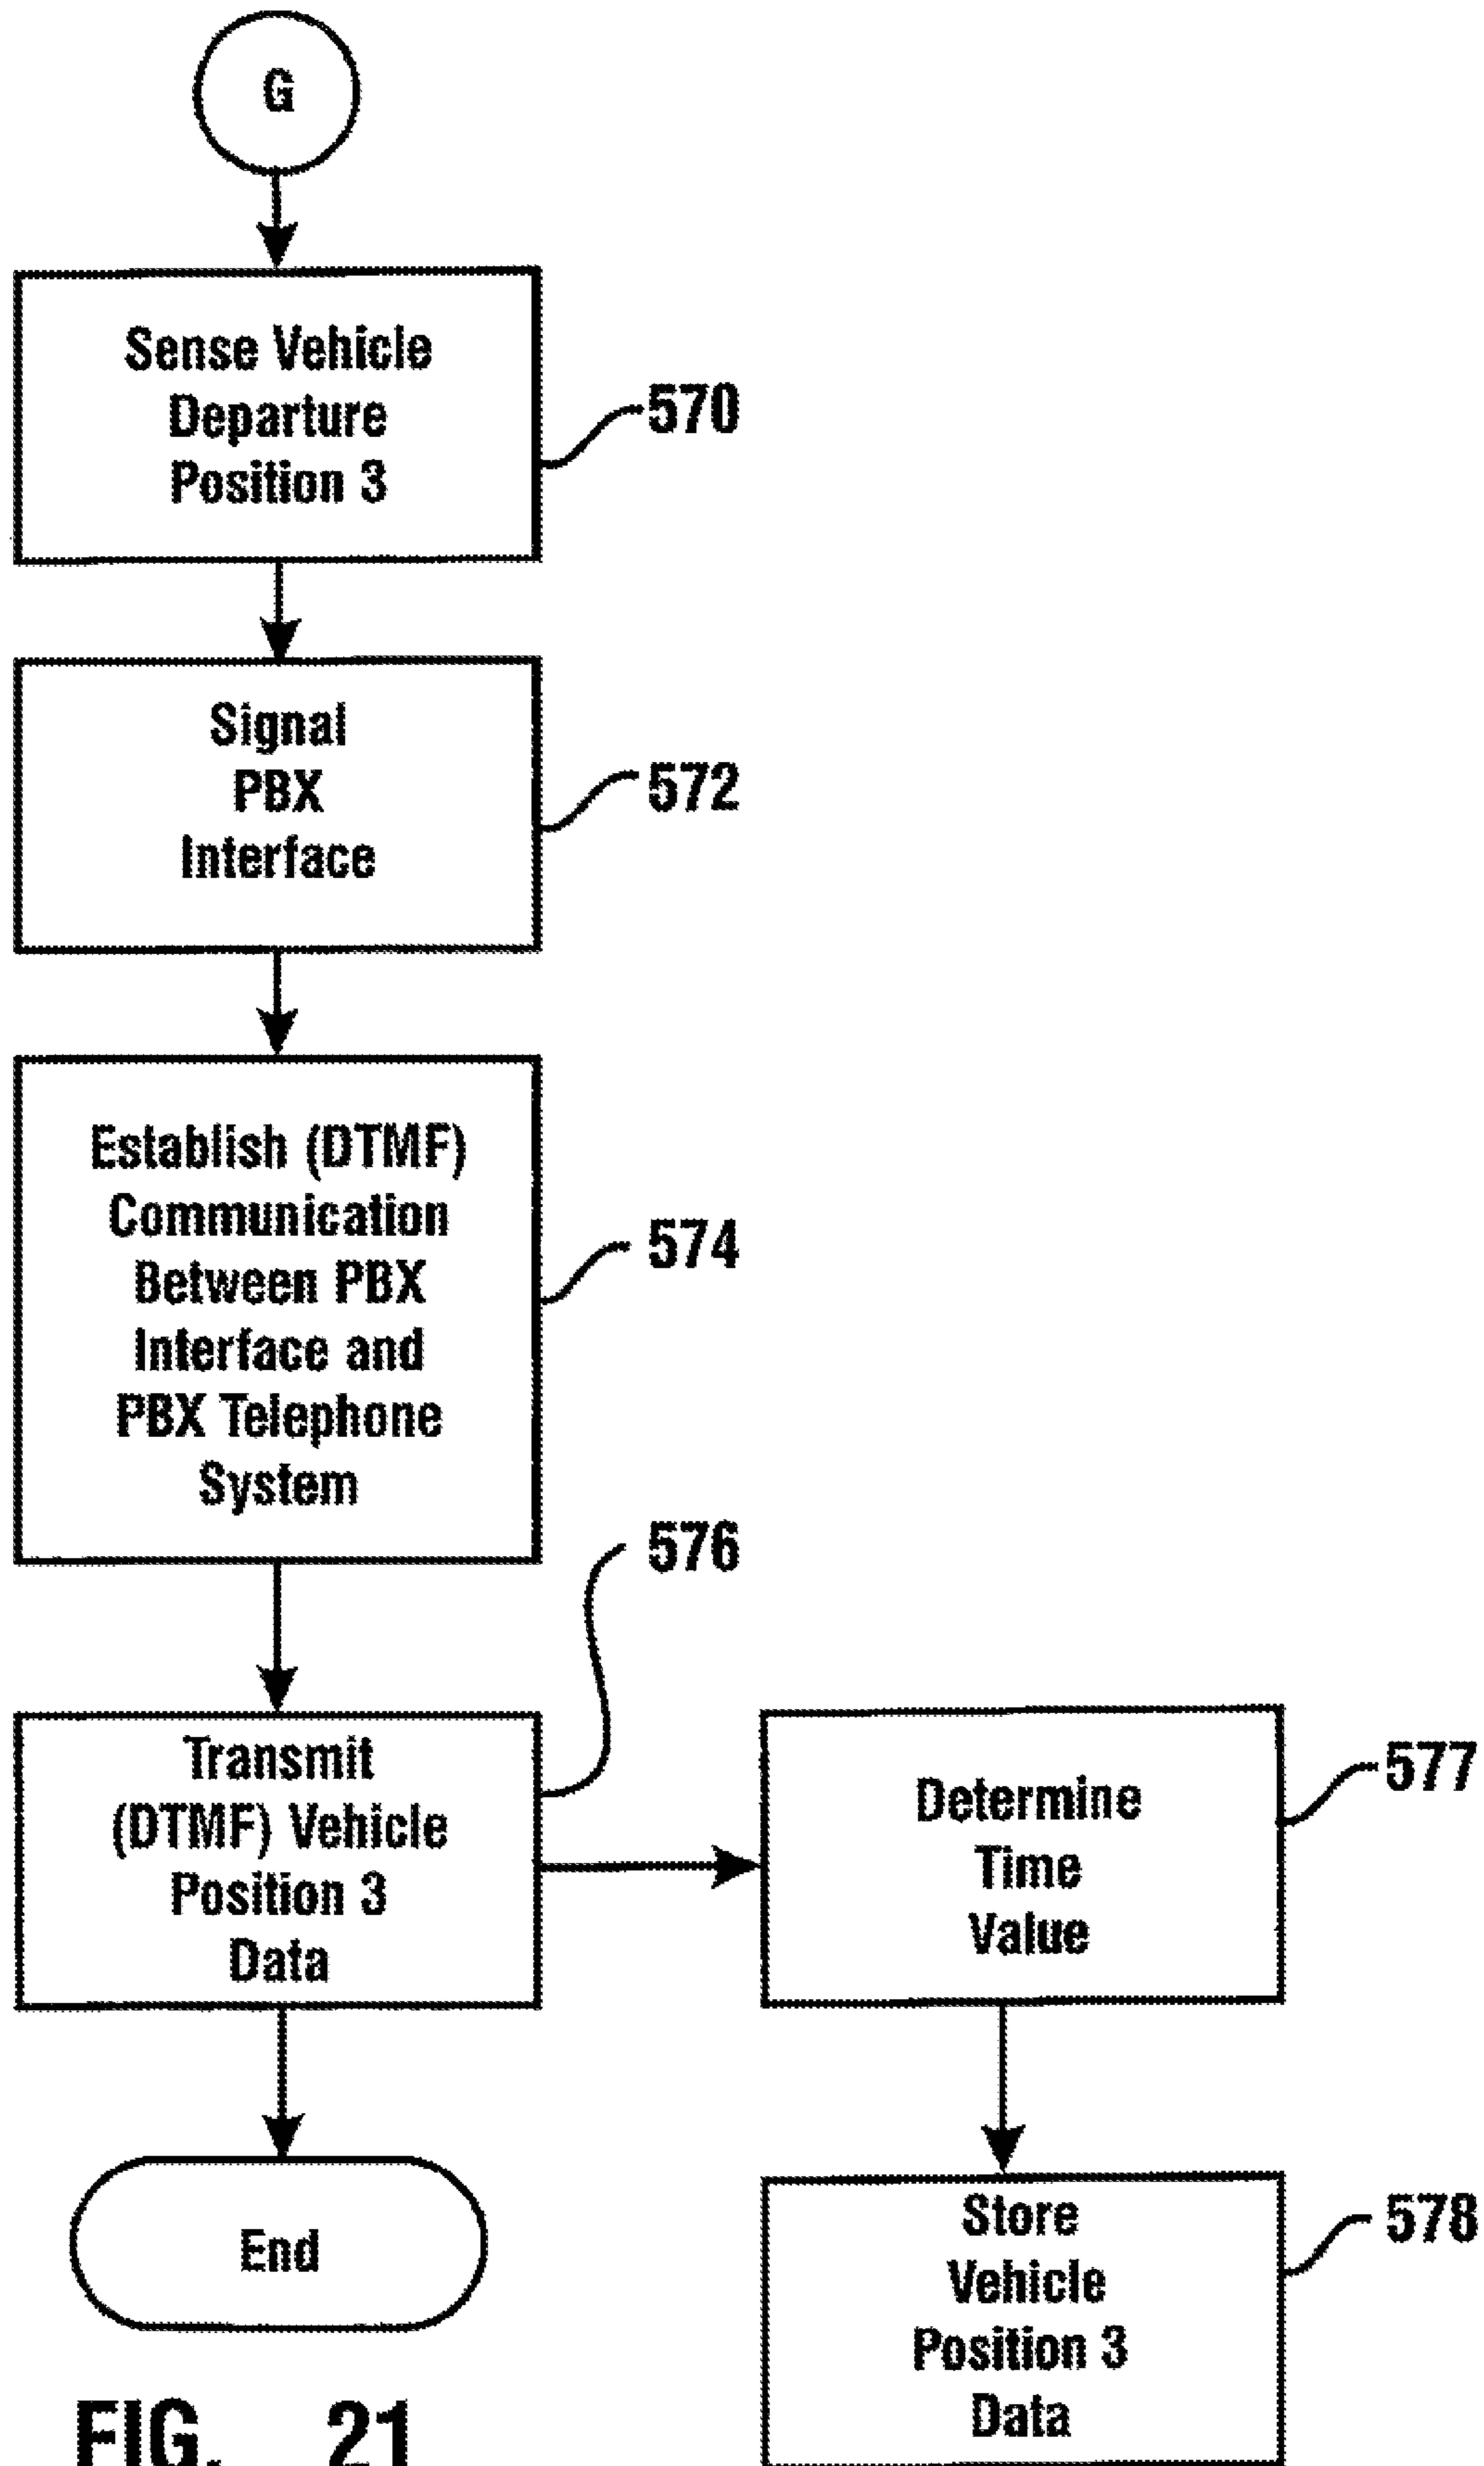 G
Sense Vehicle
Departure
Position 3
570
Signal
PBX
Interface
572
Establish (DTMF)
Communication
Between PBX
Interface and
PBX Telephone
System
574
576
Transmit
(DTMF) Vehicle
Position 3
Data
Determine
Time
Value
577
End
Store
Vehicle
Position 3
Data
578
FIG. 21